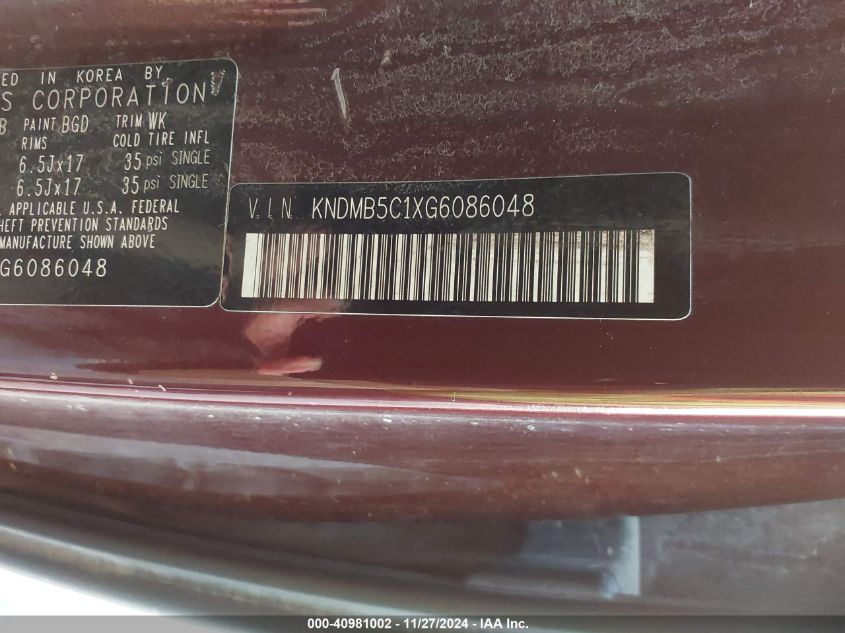 ED IN KOREA BY
S CORPORATION
B PAINT BGD TRIM WK
RIMS COLD TIRE INFL
6.5Jx17 35 psi SINGLE
6.5Jx17 35 psi SINGLE
APPLICABLE U.S.A. FEDERAL
HEFT PREVENTION STANDARDS
MANUFACTURE SHOWN ABOVE
G6086048
V.I.N. KNDMB5C1XG6086048
000-40981002 - 11/27/2024 - IAA Inc.